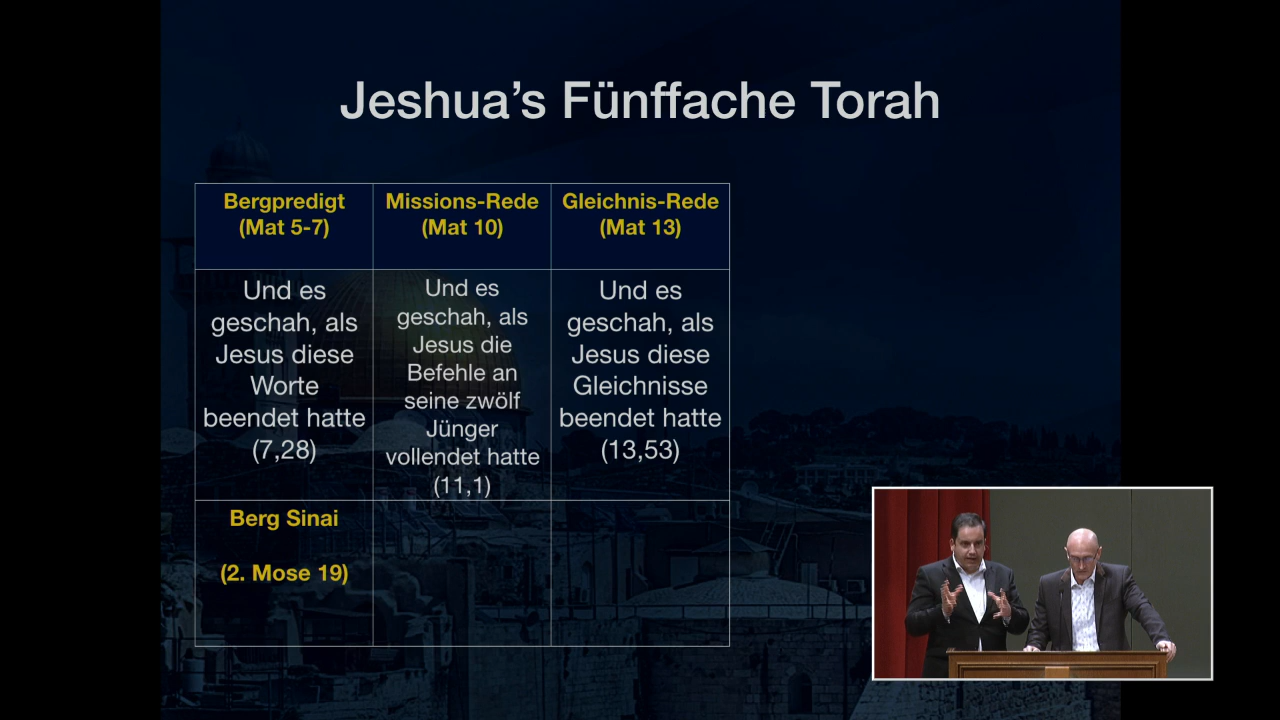 Jeshua’s Fünffache Torah
Bergpredigt
(Mat 5-7)
Missions-Rede
(Mat 10)
Gleichnis-Rede
(Mat 13)
Und es
geschah, als
Jesus diese
Worte
beendet hatte
(7,28)
Und es
geschah, als
Jesus die
Befehle an
seine zwölf
Jünger
vollendet hatte
(11,1)
Und es
geschah, als
Jesus diese
Gleichnisse
beendet hatte
(13,53)
Berg Sinai
(2. Mose 19)